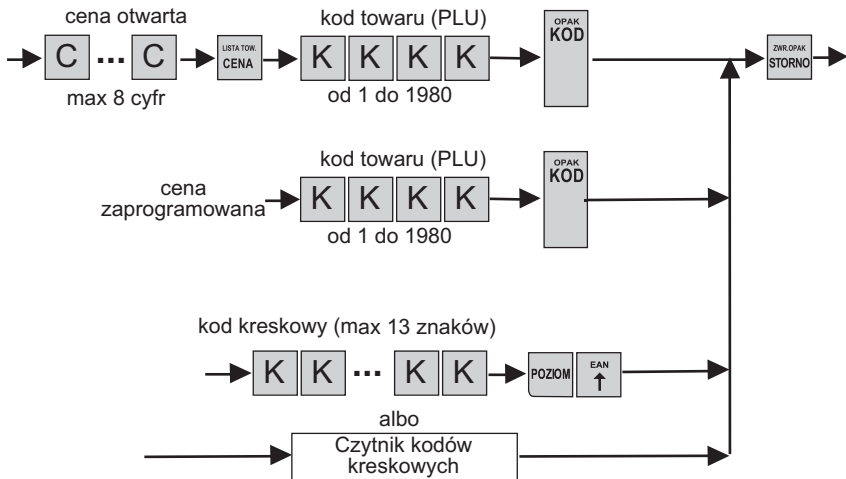 cena otwarta
kod towaru (PLU)
C ... C
LISTA TOW.
CENA
K K K K
OPAK
KOD
ZWR.OPAK
STORNO
max 8 cyfr
od 1 do 1980
kod towaru (PLU)
cena
zaprogramowana
K K K K
OPAK
KOD
od 1 do 1980
kod kreskowy (max 13 znaków)
K K ... K K
POZIOM
EAN
↑
albo
Czytnik kodów
kreskowych